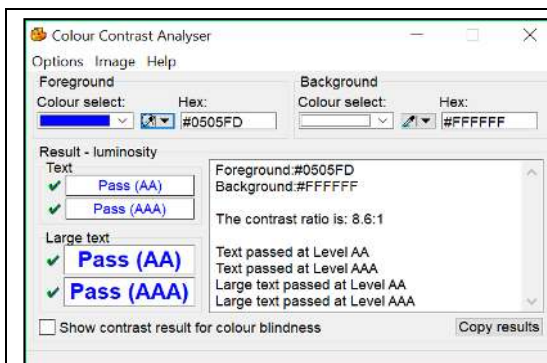 Colour Contrast Analyser
Options Image Help
Foreground
Colour select: Hex:
#0505FD
Background
Colour select: Hex:
#FFFFFF
Result - luminosity
Text
Pass (AA)
Pass (AAA)
Large text
Pass (AA)
Pass (AAA)
Foreground:#0505FD
Background:#FFFFFF
The contrast ratio is: 8.6:1
Text passed at Level AA
Text passed at Level AAA
Large text passed at Level AA
Large text passed at Level AAA
Show contrast result for colour blindness
Copy results